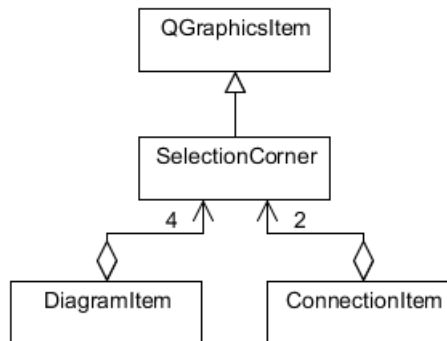 QGraphicsItem
SelectionCorner
4
2
DiagramItem
ConnectionItem